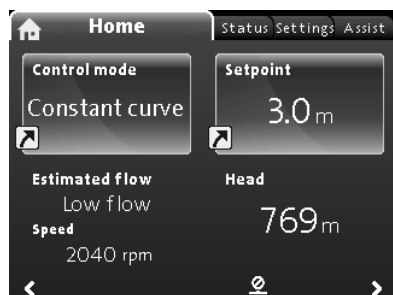 Home
Status Settings Assist
Control mode
Constant curve
Setpoint
3.0 m
Estimated flow
Low flow
Speed
2040 rpm
Head
769 m